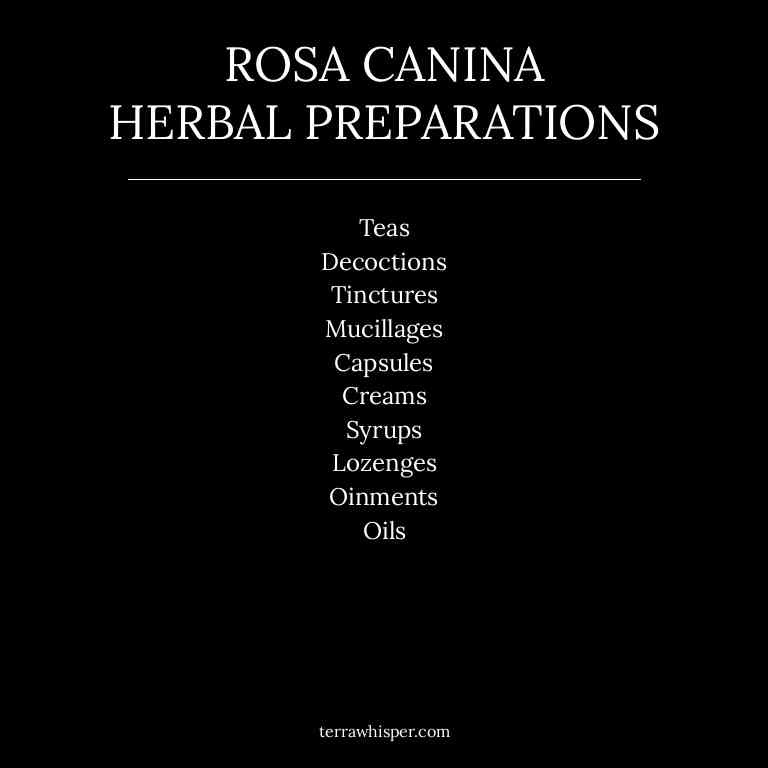 ROSA CANINA
HERBAL PREPARATIONS
Teas
Decoctions
Tinctures
Mucillages
Capsules
Creams
Syrups
Lozenges
Oinments
Oils
terrawhisper.com